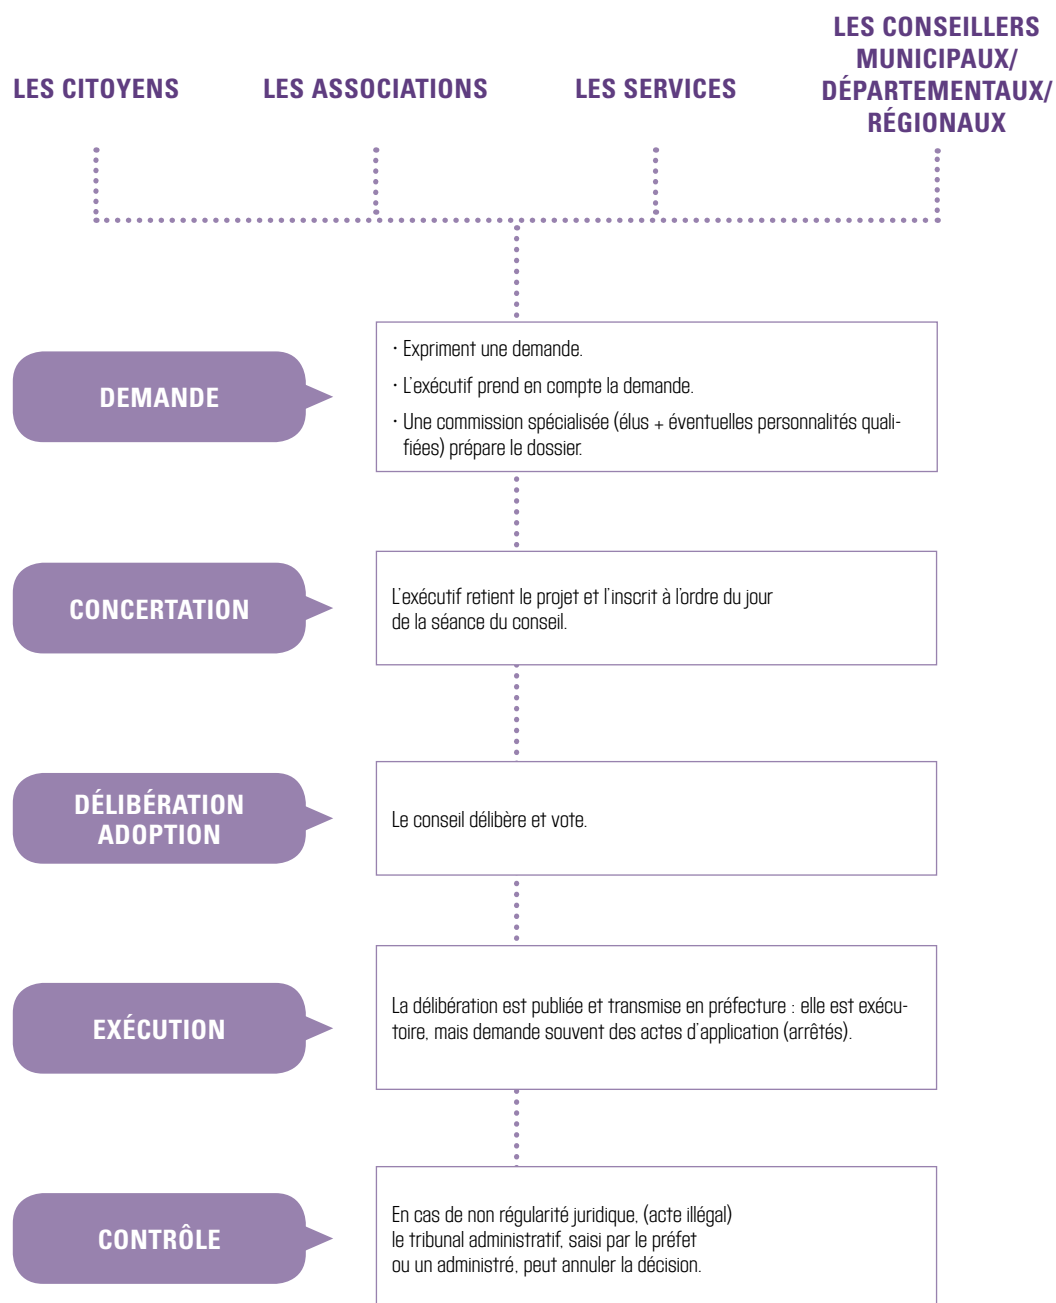 LES CITOYENS
LES ASSOCIATIONS
LES SERVICES
LES CONSEILLERS
MUNICIPAUX/
DÉPARTEMENTAUX/
RÉGIONAUX
DEMANDE
· Expriment une demande.
· L'exécutif prend en compte la demande.
· Une commission spécialisée (élus + éventuelles personnalités quali-
fiées) prépare le dossier.
CONCERTATION
L'exécutif retient le projet et l'inscrit à l'ordre du jour
de la séance du conseil.
DÉLIBÉRATION
ADOPTION
Le conseil délibère et vote.
EXÉCUTION
La délibération est publiée et transmise en préfecture : elle est exécu-
toire, mais demande souvent des actes d'application (arrêtés).
CONTRÔLE
En cas de non régularité juridique, (acte illégal)
le tribunal administratif, saisi par le préfet
ou un administré, peut annuler la décision.